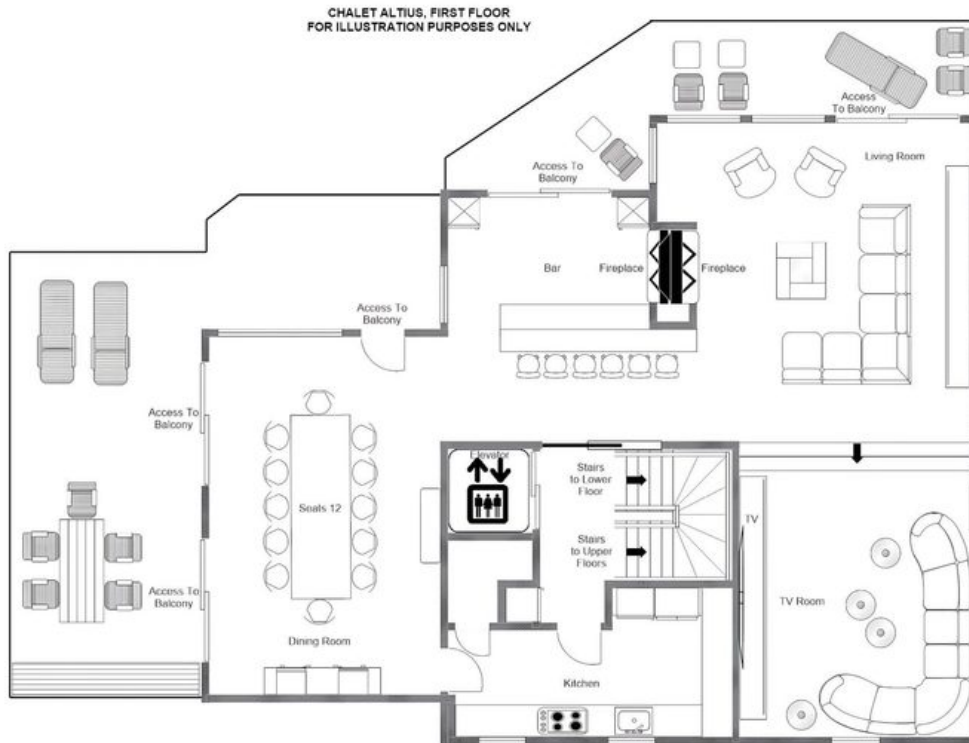 CHALET ALTIUS, FIRST FLOOR
FOR ILLUSTRATION PURPOSES ONLY
Access
To Balcony
Living Room
Access To
Balcony
Bar
Fireplace
Fireplace
Access To
Balcony
Access To
Balcony
Elevator
Stairs
to Lower
Floor
Seats 12
TV
Stairs
to Upper
Floors
Access To
Balcony
TV Room
Dining Room
Kitchen